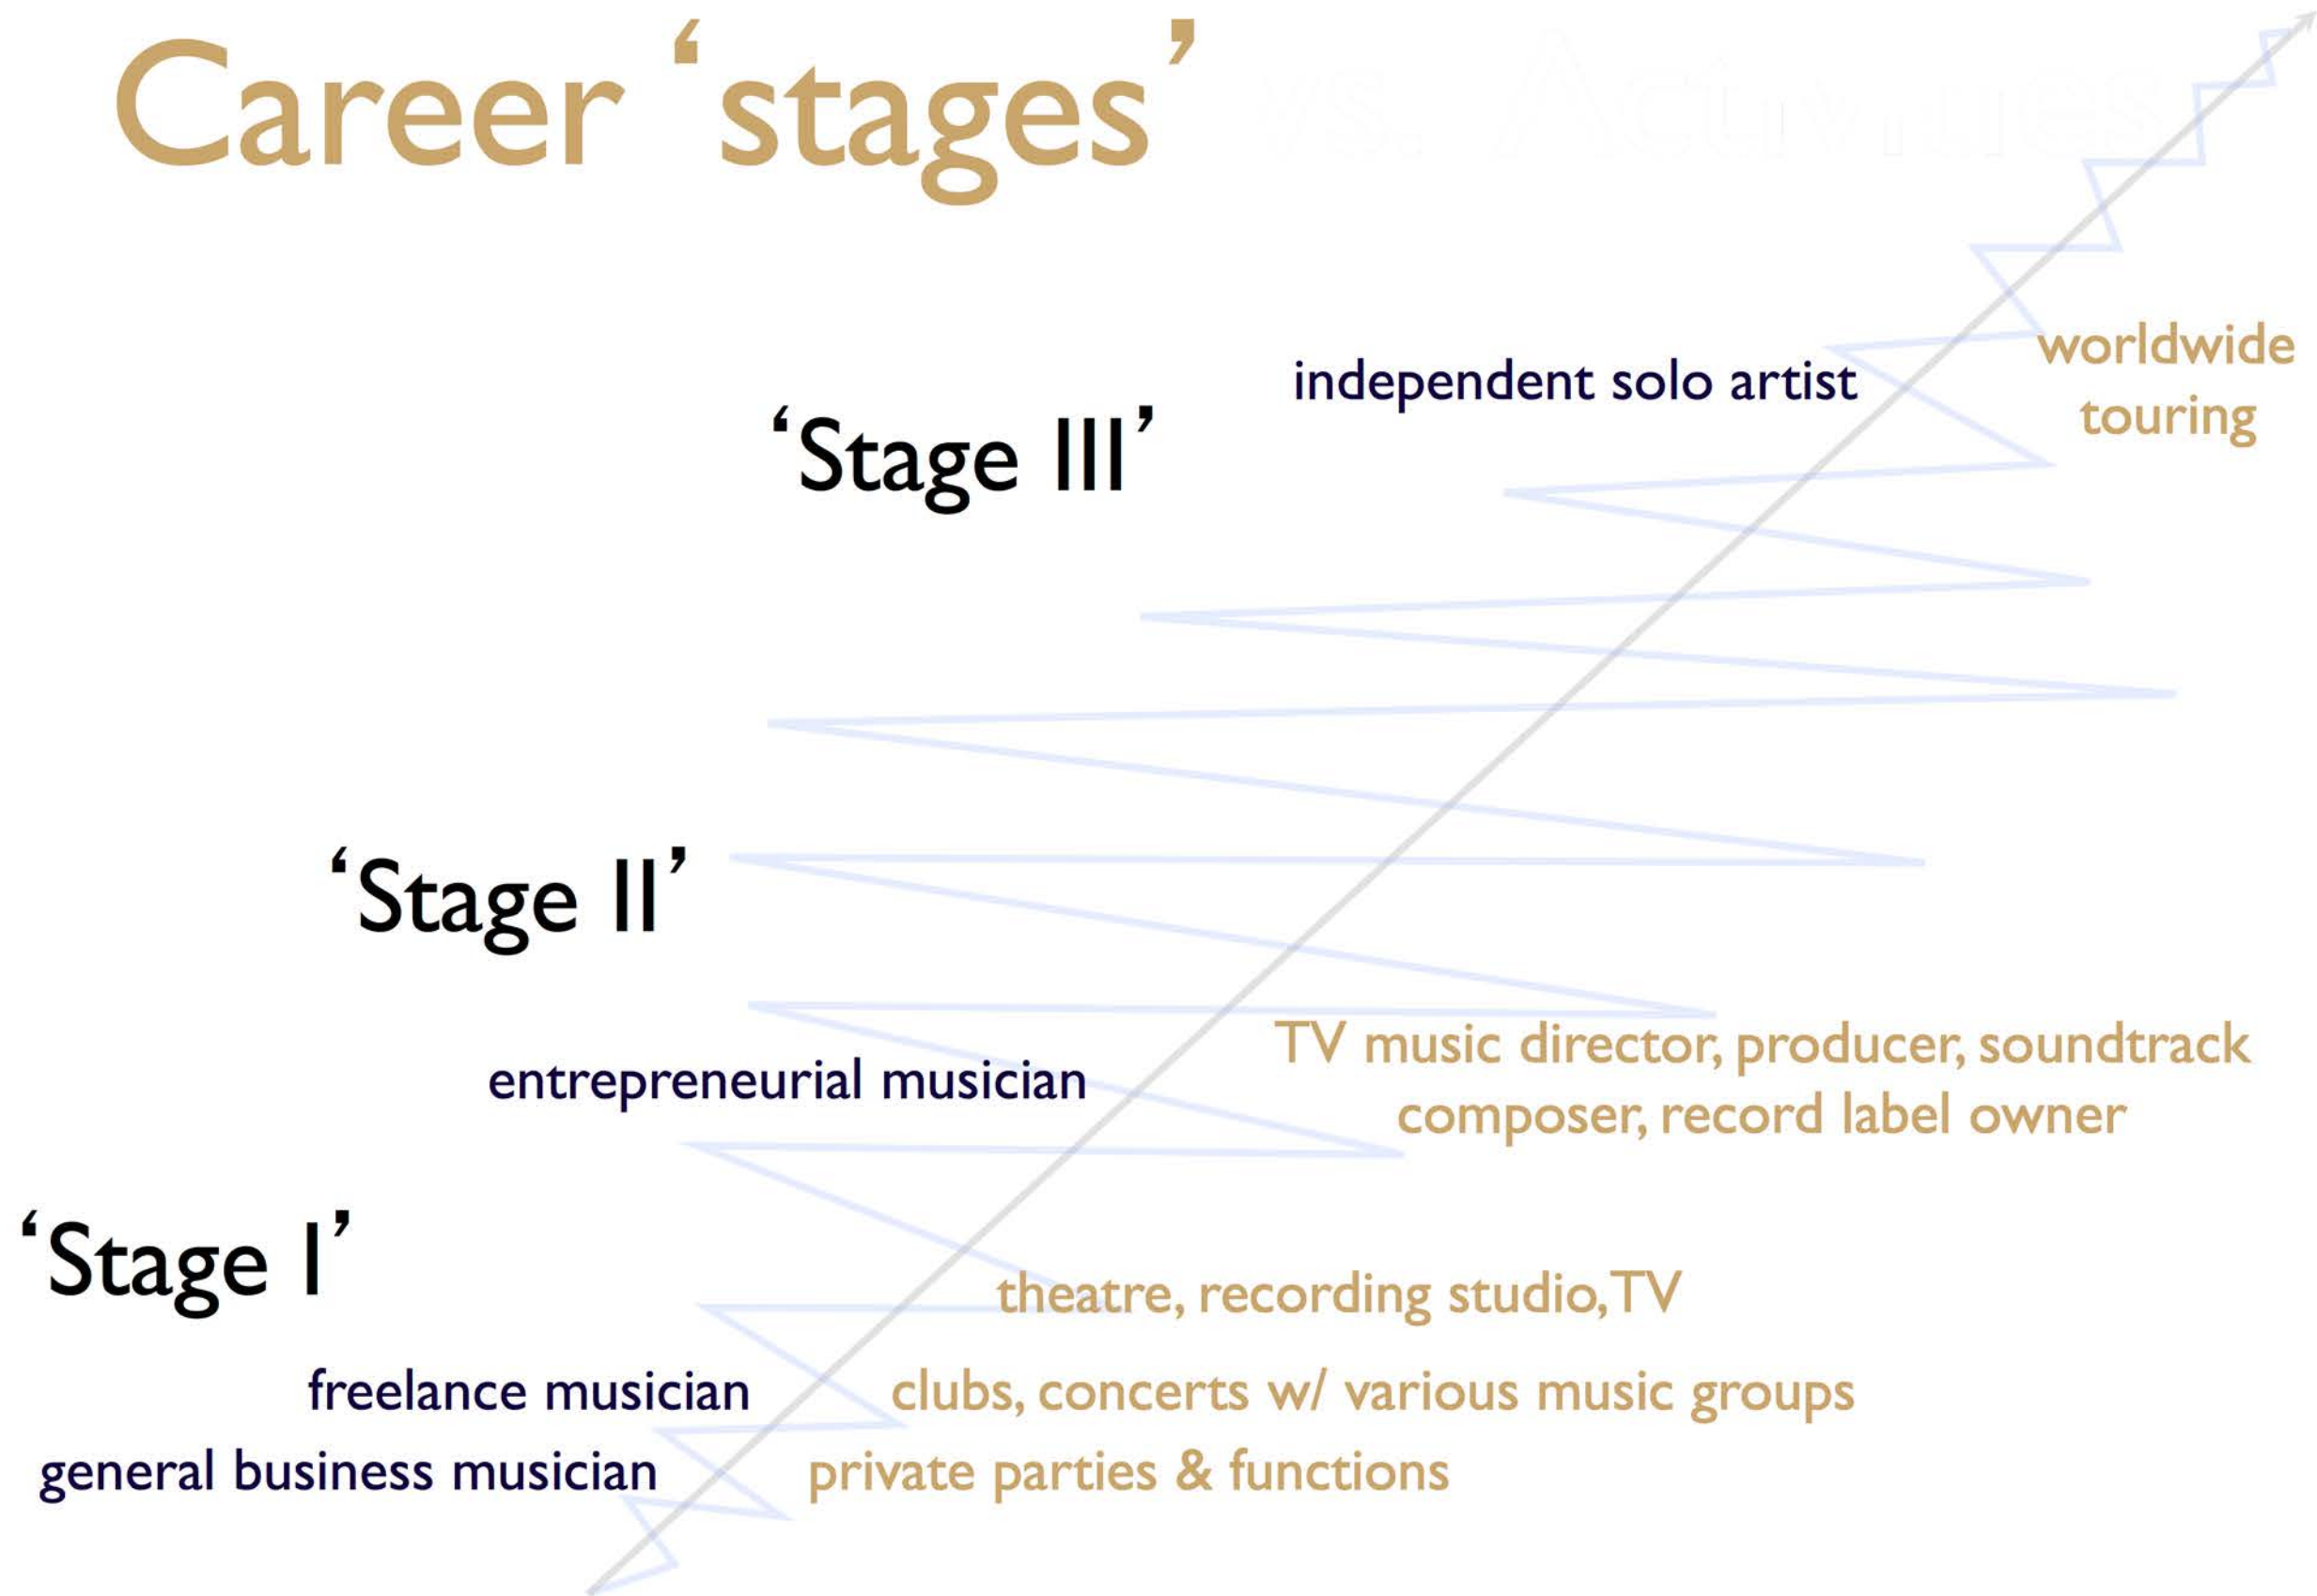 Career ‘stages’
independent solo artist
worldwide
touring
‘Stage III’
‘Stage II’
entrepreneurial musician
TV music director, producer, soundtrack
composer, record label owner
‘Stage I’
theatre, recording studio, TV
freelance musician
clubs, concerts w/ various music groups
general business musician
private parties & functions